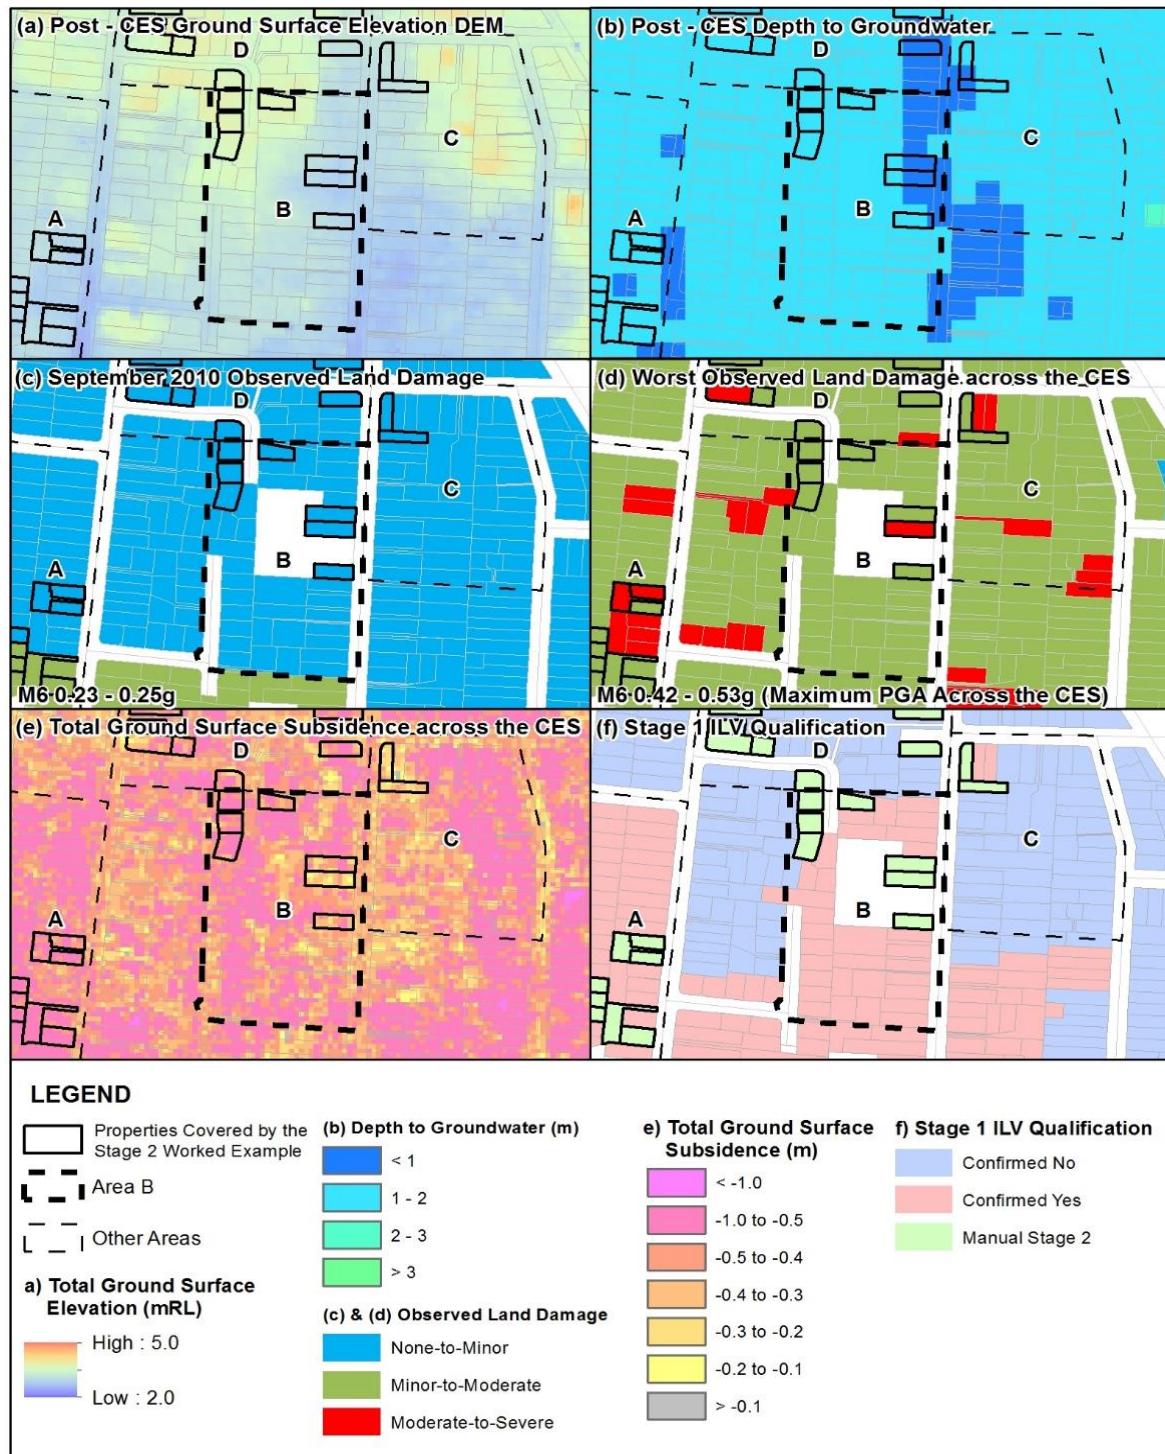 (a) Post - CES Ground Surface Elevation DEM
D
C
B
A
(b) Post - CES Depth to Groundwater
D
C
B
A
(c) September 2010 Observed Land Damage
D
C
B
A
M6 0.23 - 0.25g
(d) Worst Observed Land Damage across the CES
D
C
B
A
M6 0.42 - 0.53g (Maximum PGA Across the CES)
(e) Total Ground Surface Subsidence across the CES
D
C
B
A
(f) Stage 1 ILV Qualification
D
C
B
A
LEGEND
Properties Covered by the
Stage 2 Worked Example
Area B
Other Areas
a) Total Ground Surface
Elevation (mRL)
High : 5.0
Low : 2.0
(b) Depth to Groundwater (m)
< 1
1 - 2
2 - 3
> 3
(c) & (d) Observed Land Damage
None-to-Minor
Minor-to-Moderate
Moderate-to-Severe
e) Total Ground Surface
Subsidence (m)
< -1.0
-1.0 to -0.5
-0.5 to -0.4
-0.4 to -0.3
-0.3 to -0.2
-0.2 to -0.1
> -0.1
f) Stage 1 ILV Qualification
Confirmed No
Confirmed Yes
Manual Stage 2